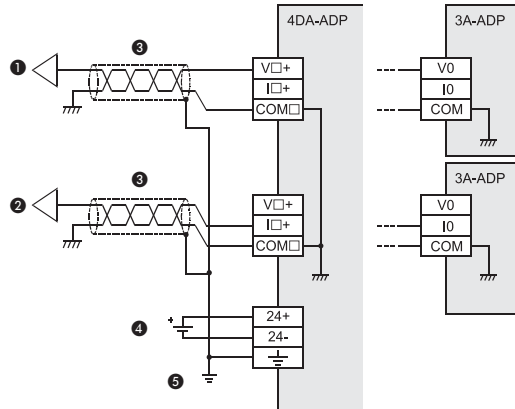 4DA-ADP
3A-ADP
❶
❸
V□+
I□+
COM□
V0
I0
COM
3A-ADP
❷
❸
V□+
I□+
COM□
V0
I0
COM
❹
+
24+
24-
❺